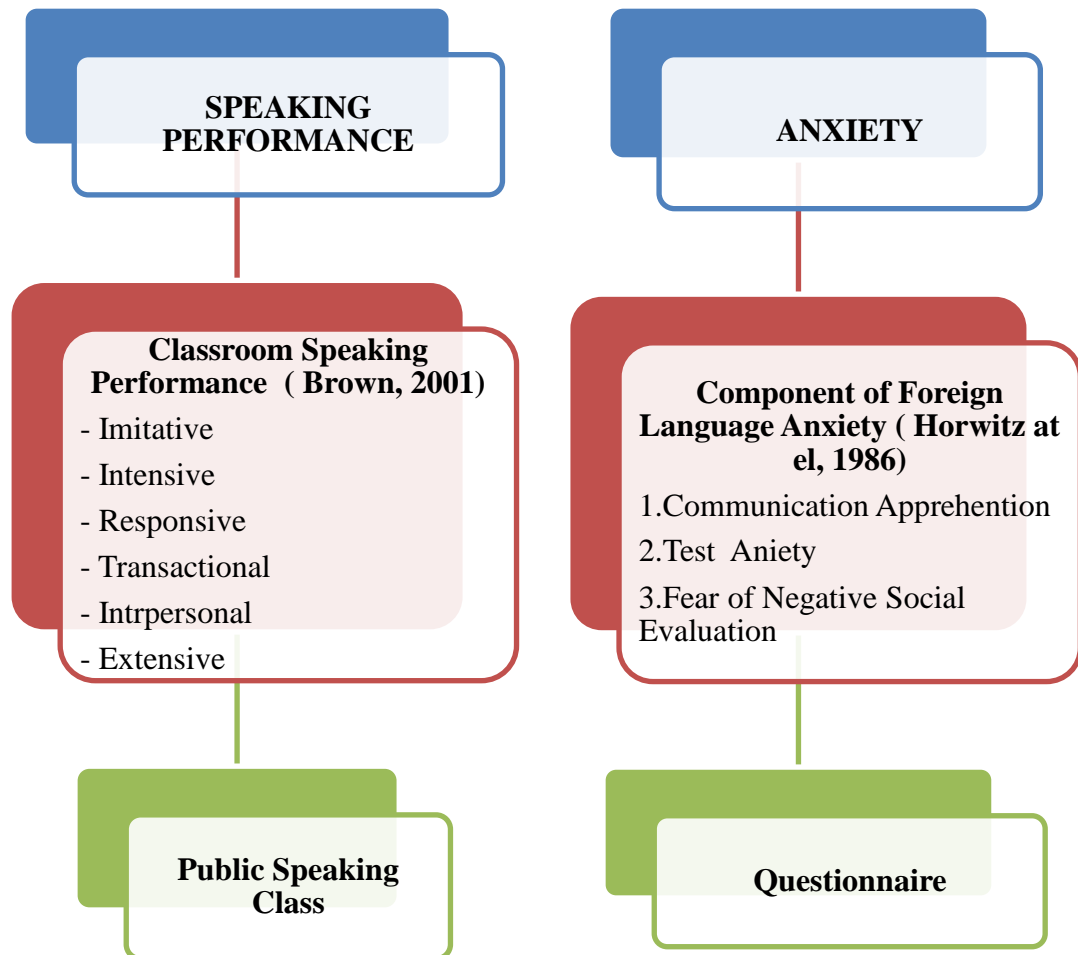 SPEAKING
PERFORMANCE
ANXIETY
Classroom Speaking
Performance ( Brown, 2001)
- Imitative
- Intensive
- Responsive
- Transactional
- Intrpersonal
- Extensive
Component of Foreign
Language Anxiety ( Horwitz at
el, 1986)
1.Communication Apprehention
2.Test Aniety
3.Fear of Negative Social
Evaluation
Public Speaking
Class
Questionnaire